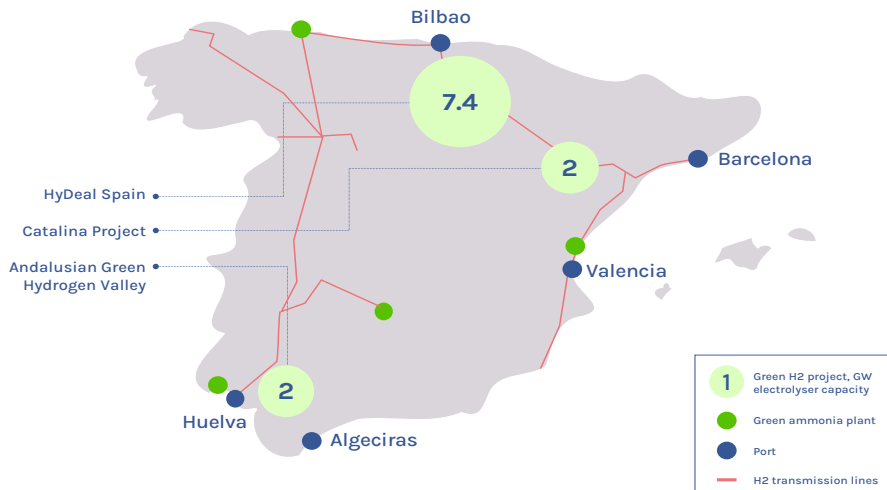 Bilbao
7.4
2
Barcelona
HyDeal Spain
Catalina Project
Andalusian Green
Hydrogen Valley
Valencia
2
Huelva
Algeciras
1
Green H2 project, GW
electrolyser capacity
Green ammonia plant
Port
H2 transmission lines